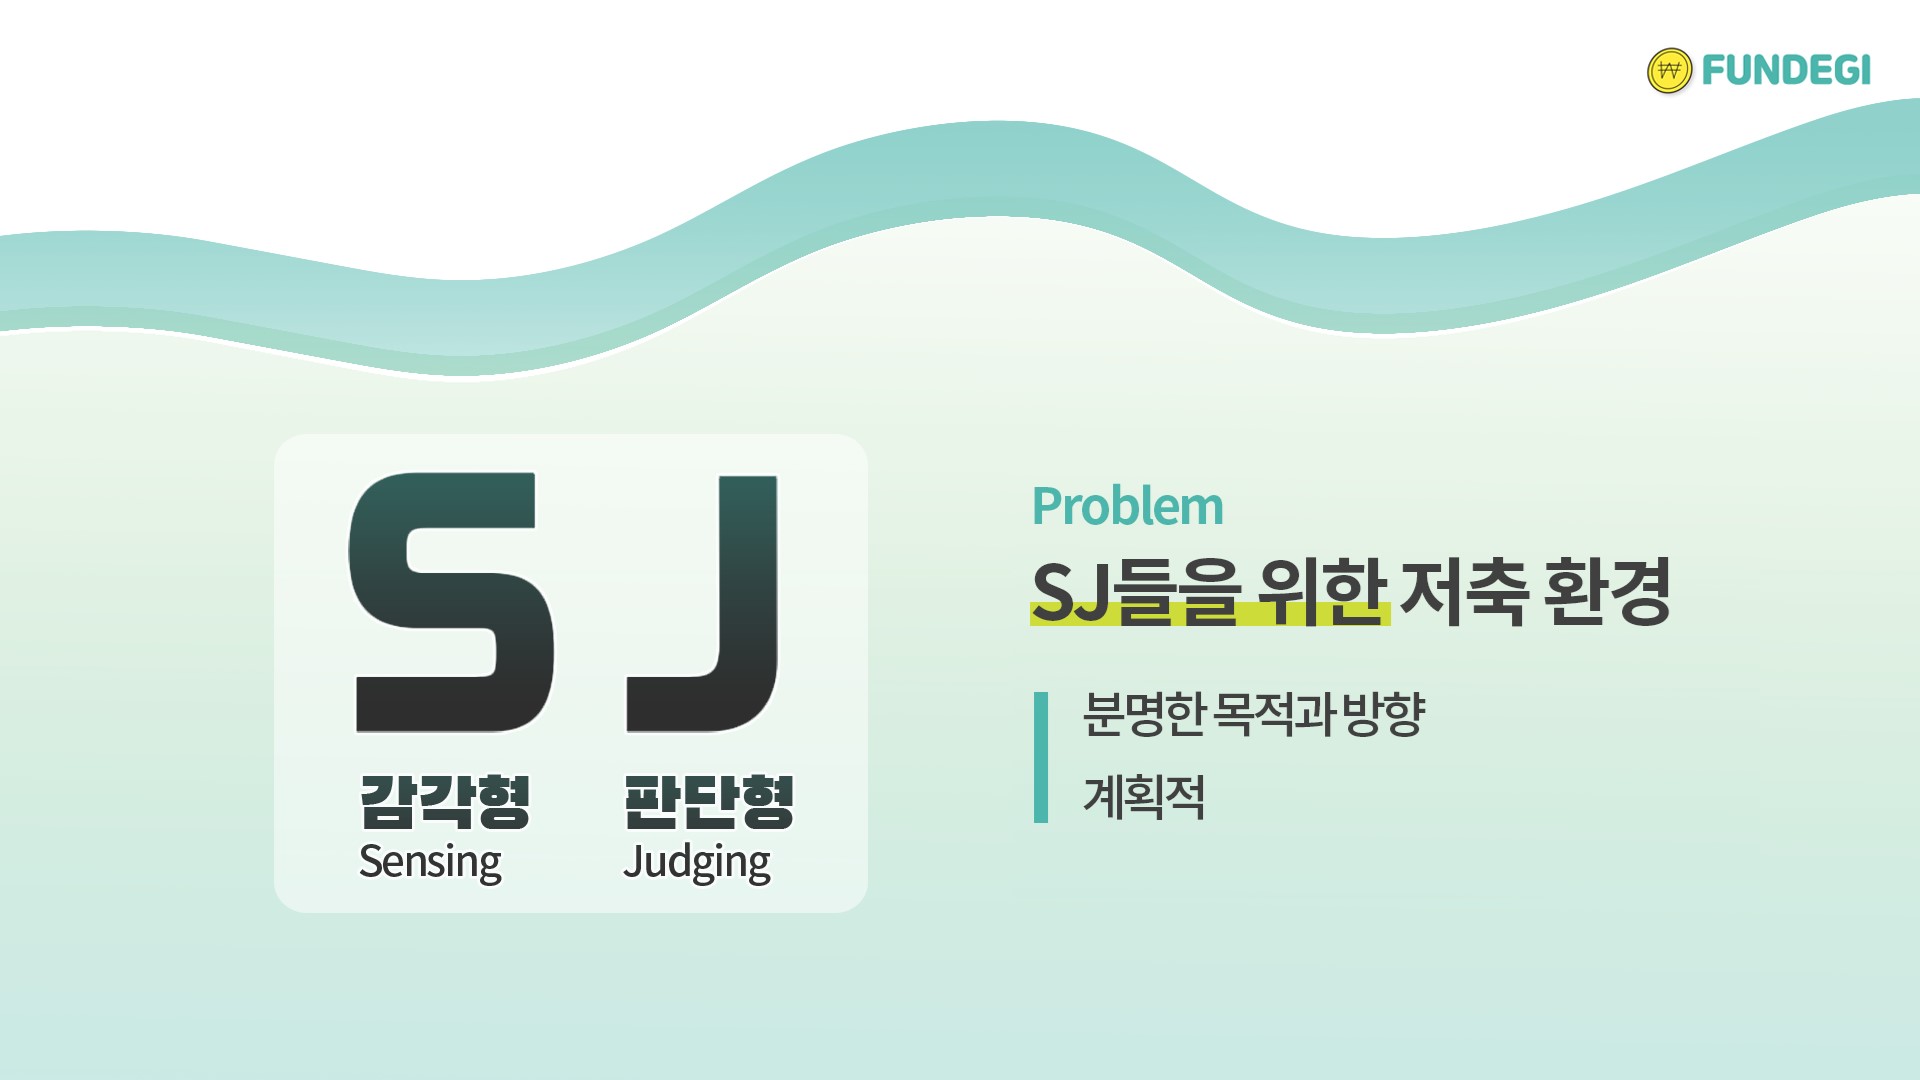 FUNDEGI
S J
감각형 판단형
Sensing Judging
Problem
SJ들을 위한 저축 환경
분명한 목적과 방향
계획적